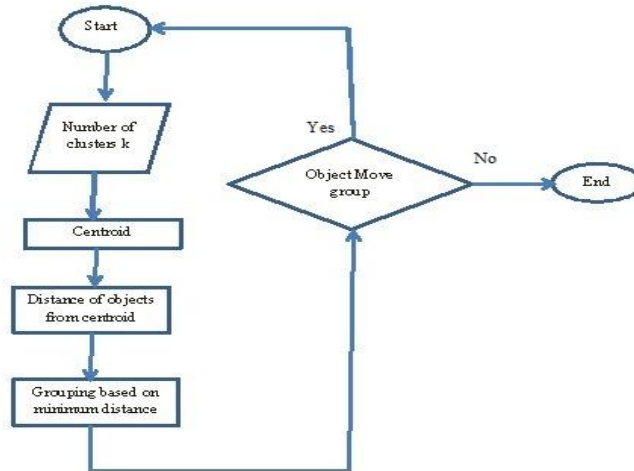 Start
Number of
clusters k
Centroid
Distance of objects
from centroid
Grouping based on
minimum distance
Yes
Object Move
group
No
End